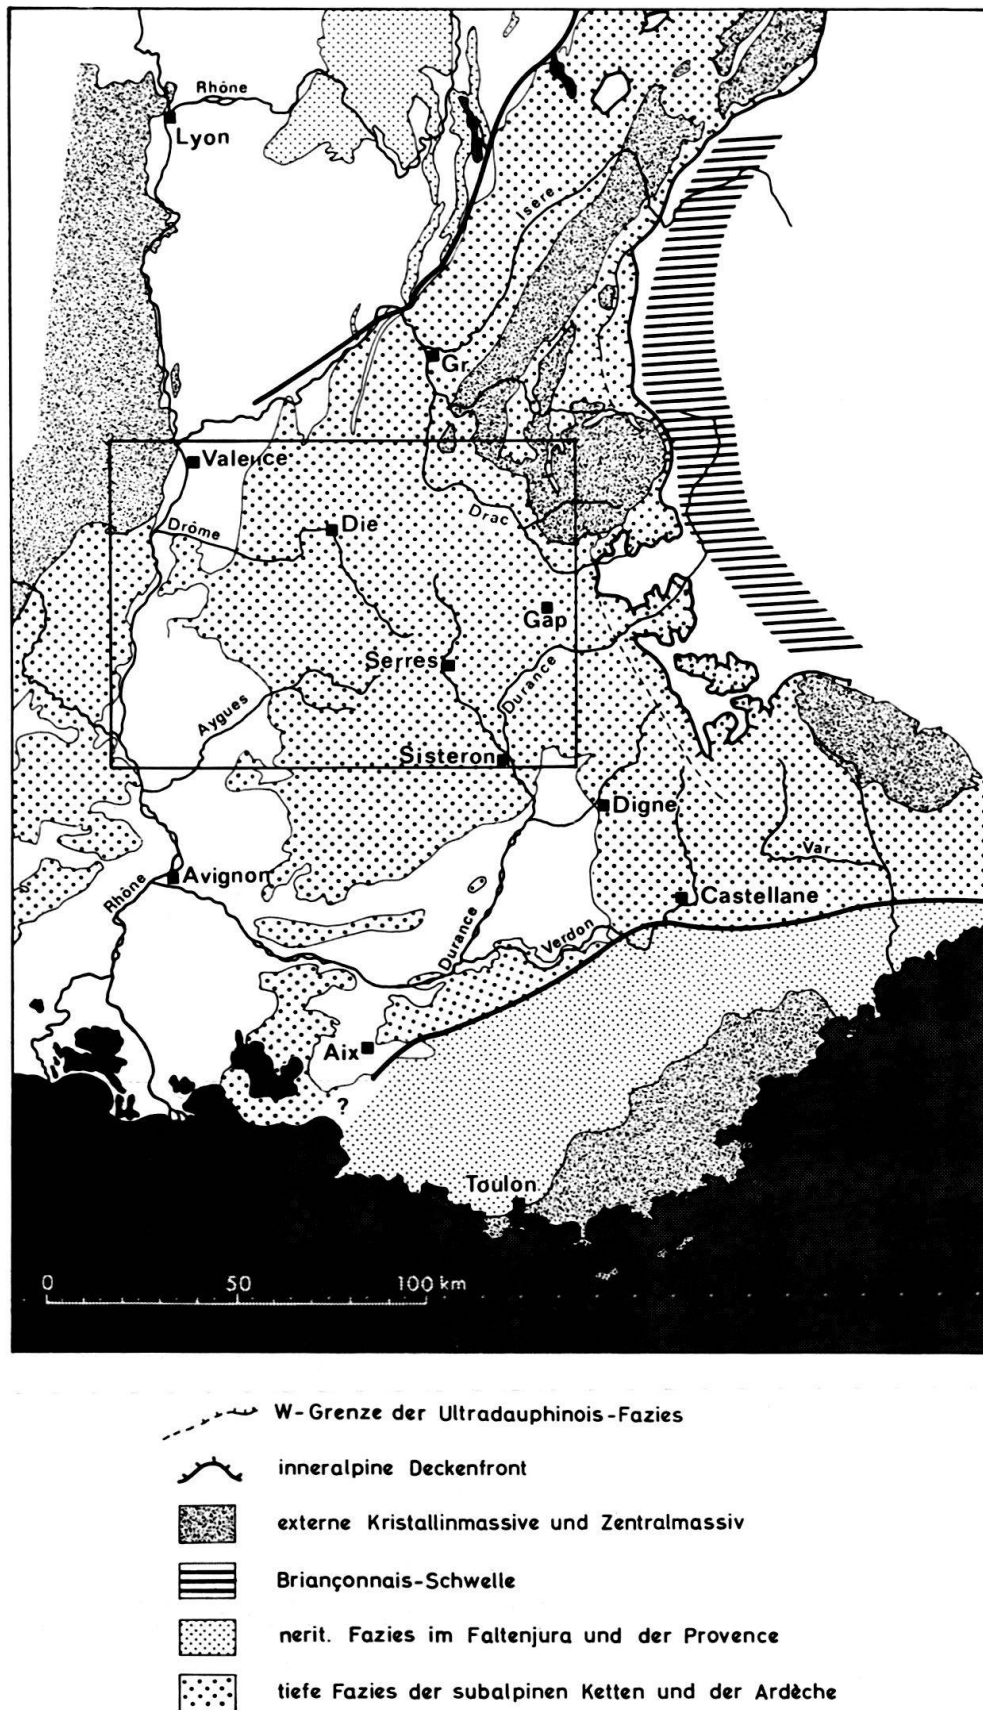 Rhône
Lyon
Isère
Gr.
Valence
Drôme
Die
Drac
Gap
Serres
Durance
Aygues
Sisteron
Digne
Var
Avignon
Rhône
Castellane
Durance
Verdon
Aix
?
Toulon
0 50 100 km
W-Grenze der Ultradauphinois-Fazies
inneralpine Deckenfront
externe Kristallinmassive und Zentralmassiv
Briançonnais-Schwelle
nerit. Fazies im Faltenjura und der Provence
tiefe Fazies der subalpinen Ketten und der Ardèche